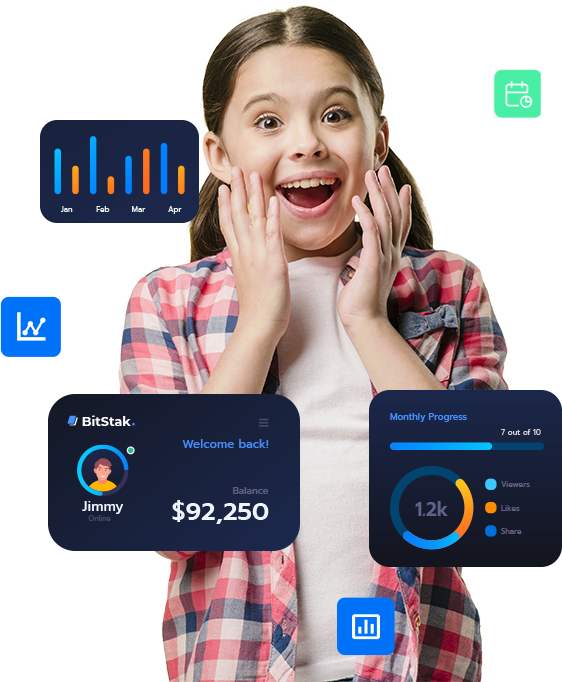 Jan Feb Mar Apr
BitStak.
Welcome back!
Jimmy
Online
Balance
$92,250
Monthly Progress
7 out of 10
1.2k
Viewers
Likes
Share